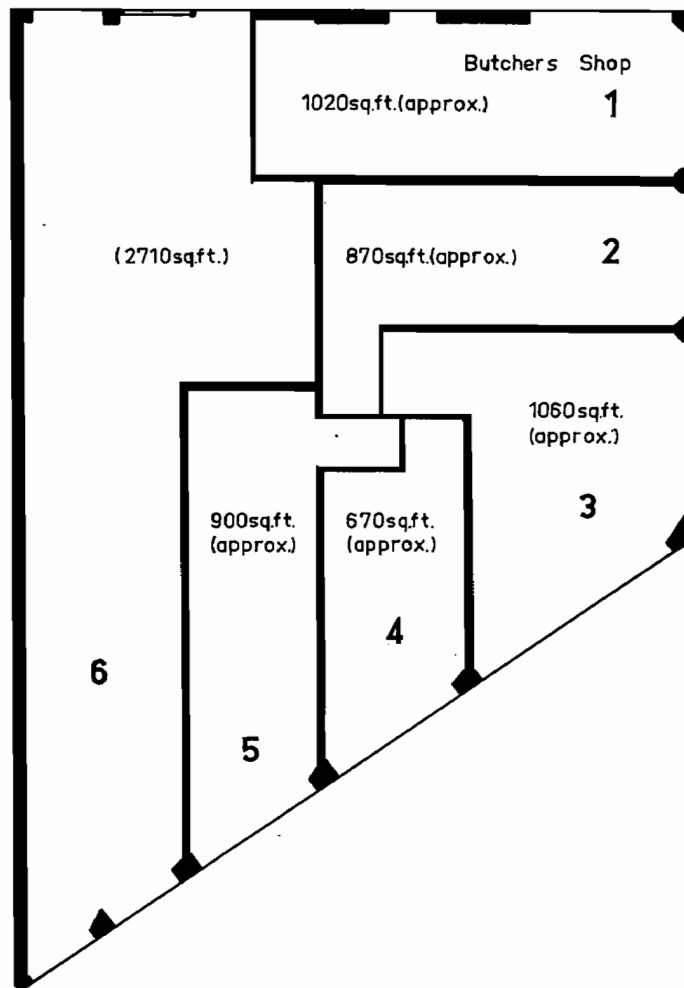 Butchers Shop
1020sq.ft.(approx.) 1
(2710sq.ft.)
870sq.ft.(approx.) 2
1060sq.ft.
(approx.)
3
900sq.ft.
(approx.)
670sq.ft.
(approx.)
4
6
5